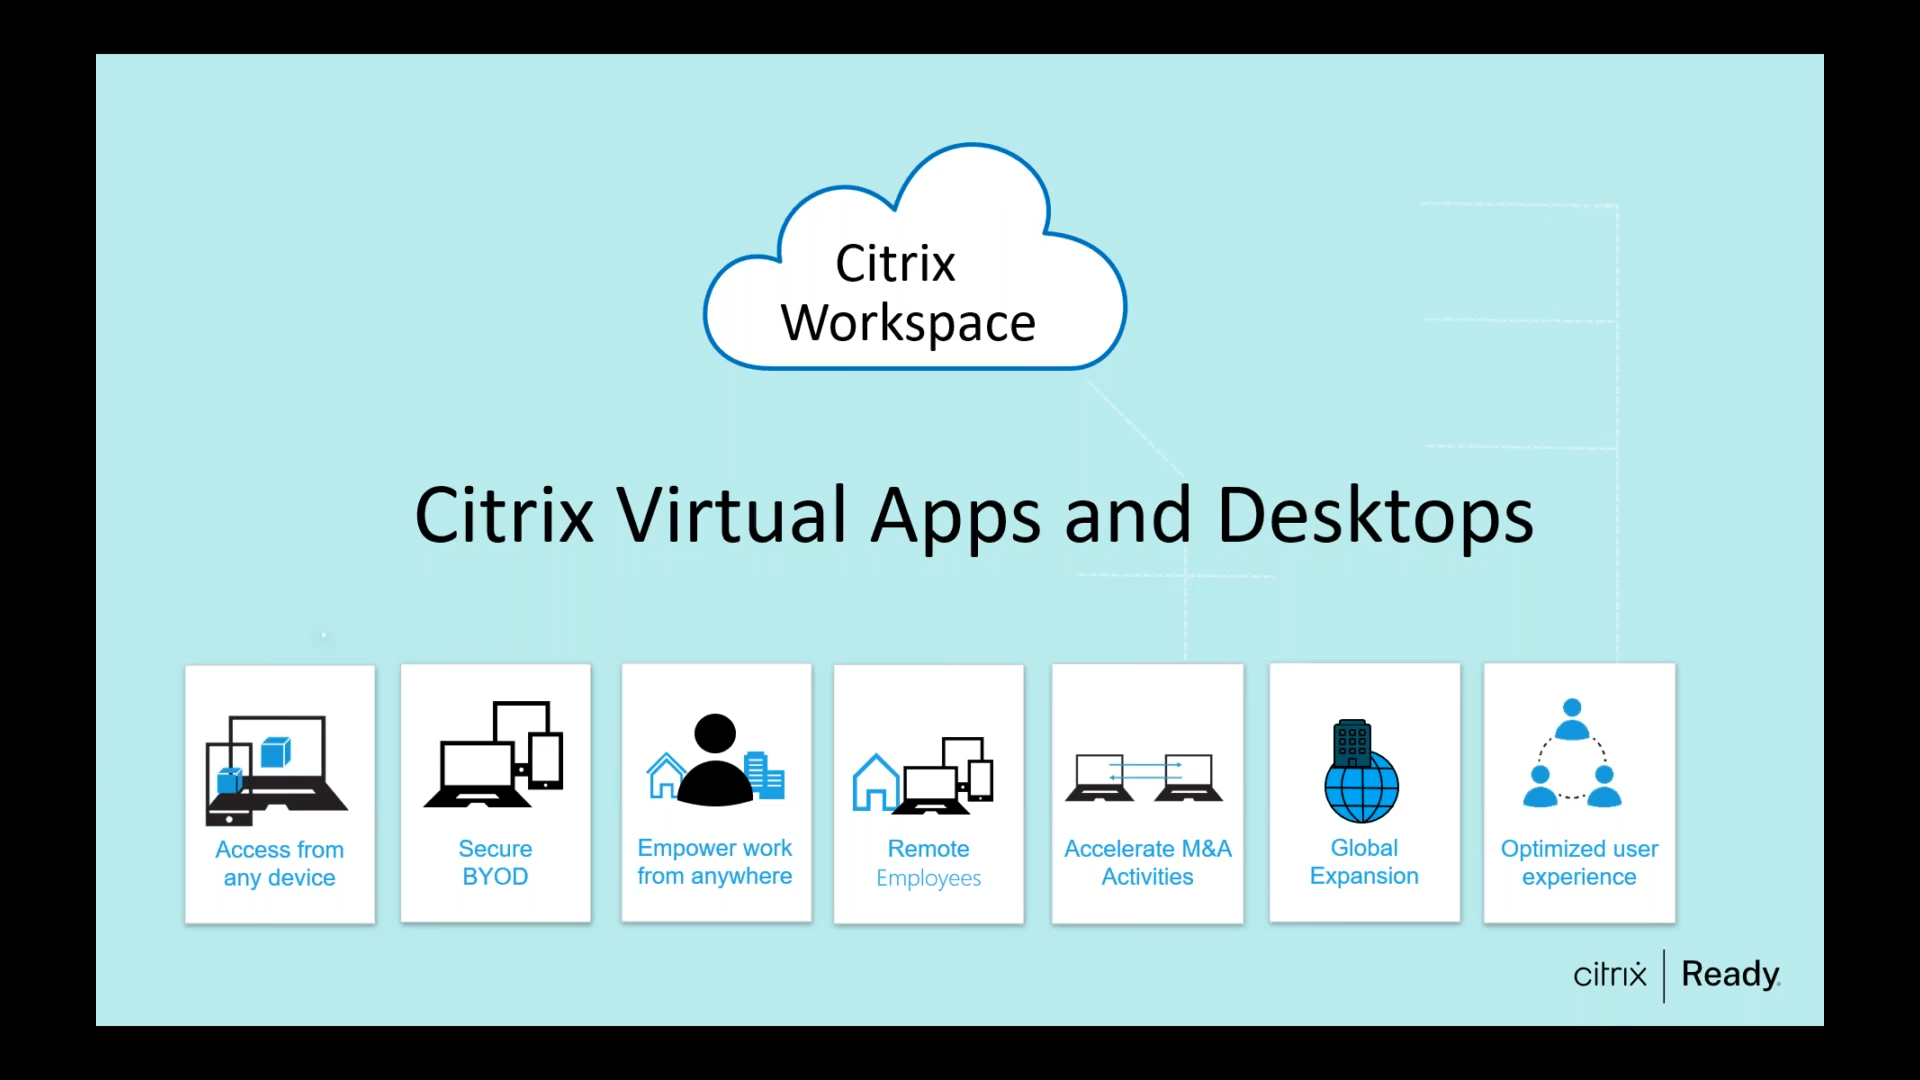 Citrix
Workspace
Citrix Virtual Apps and Desktops
Access from
any device
Secure
BYOD
Empower work
from anywhere
Remote
Employees
Accelerate M&A
Activities
Global
Expansion
Optimized user
experience
citrix | Ready